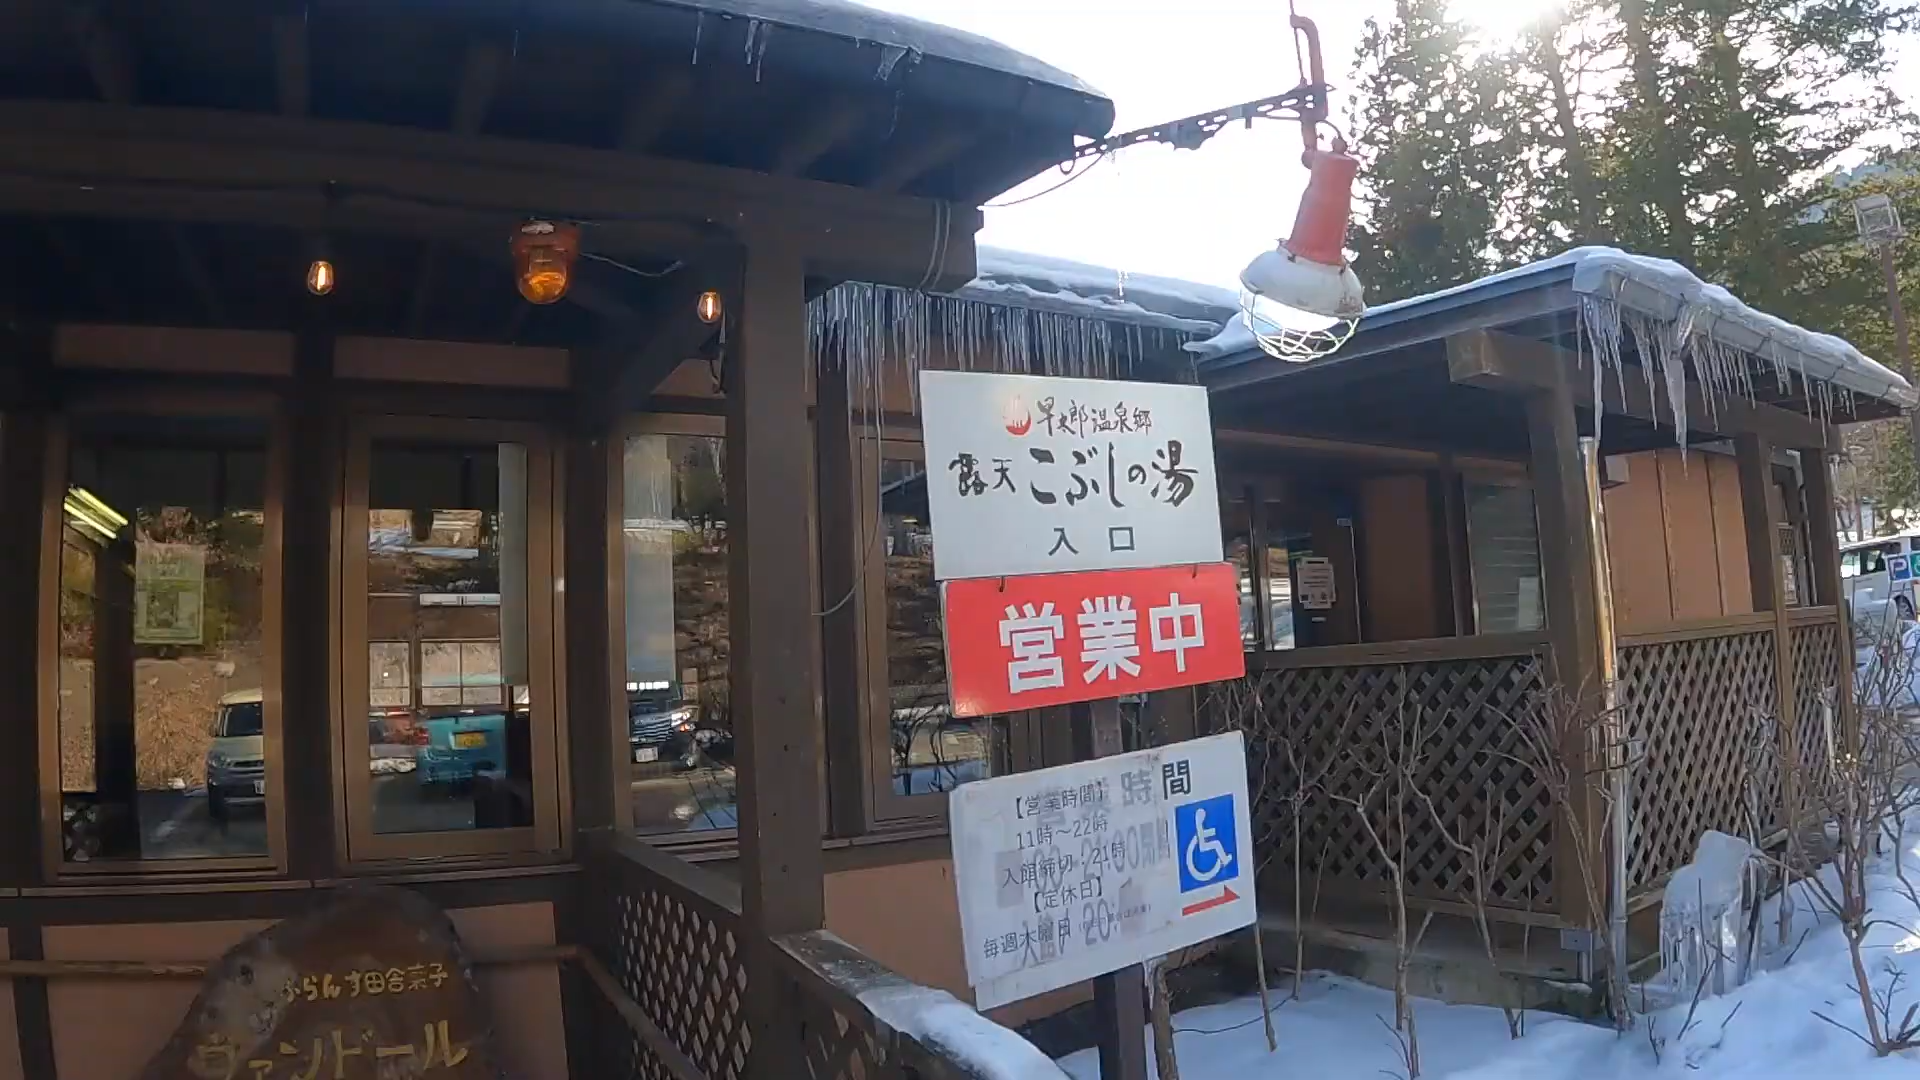 早太郎温泉郷
露天 こぶしの湯
入口
営業中
時間
【営業時間】
11時〜22時
入館締切:21時
【定休日】
毎週木曜日
ふらんす田舎菓子
ヴァンドール